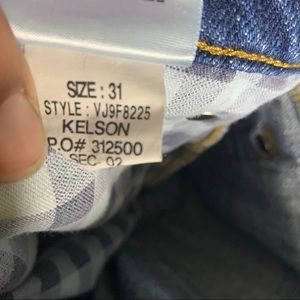 SIZE : 31
STYLE : VJ9F8225
KELSON
P.O# 312500
SEC 02